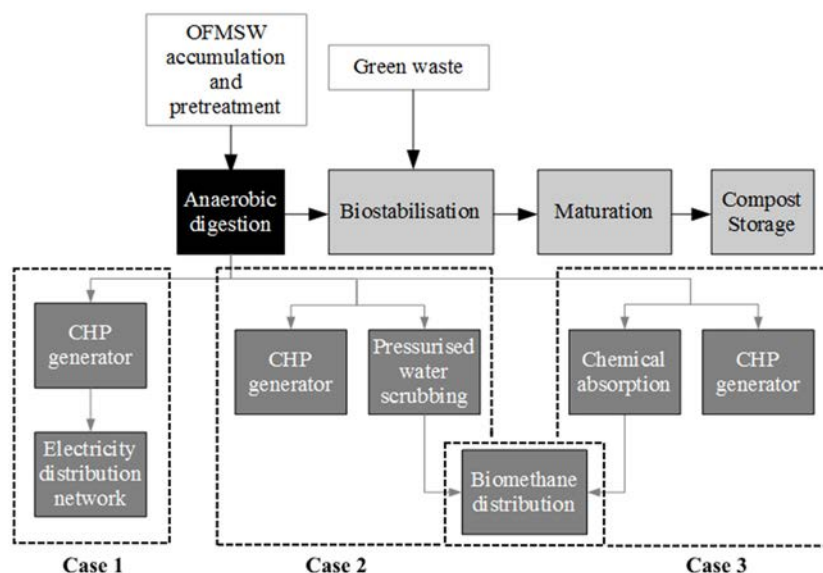 OFMSW
accumulation
and
pretreatment
Green waste
Anaerobic
digestion
Biostabilisation
Maturation
Compost
Storage
CHP
generator
Electricity
distribution
network
CHP
generator
Pressurised
water
scrubbing
Chemical
absorption
CHP
generator
Biomethane
distribution
Case 1
Case 2
Case 3